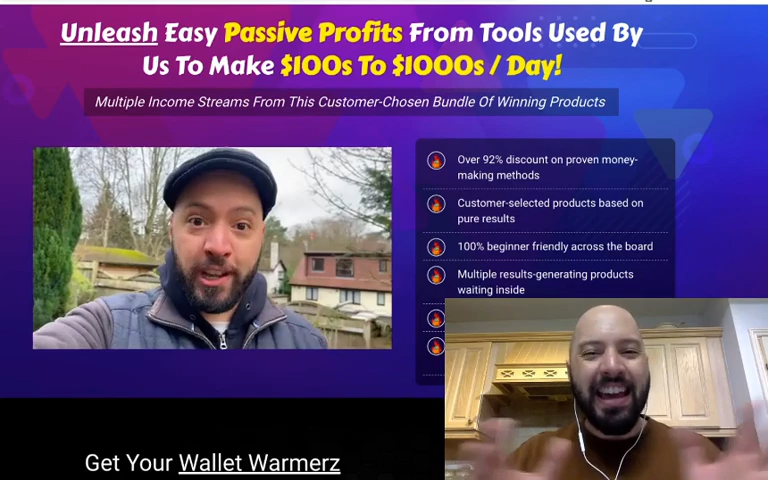 Unleash Easy Passive Profits From Tools Used By
Us To Make $100s To $1000s / Day!
Multiple Income Streams From This Customer-Chosen Bundle Of Winning Products
Over 92% discount on proven money-
making methods
Customer-selected products based on
pure results
100% beginner friendly across the board
Multiple results-generating products
waiting inside
Get Your Wallet Warmerz